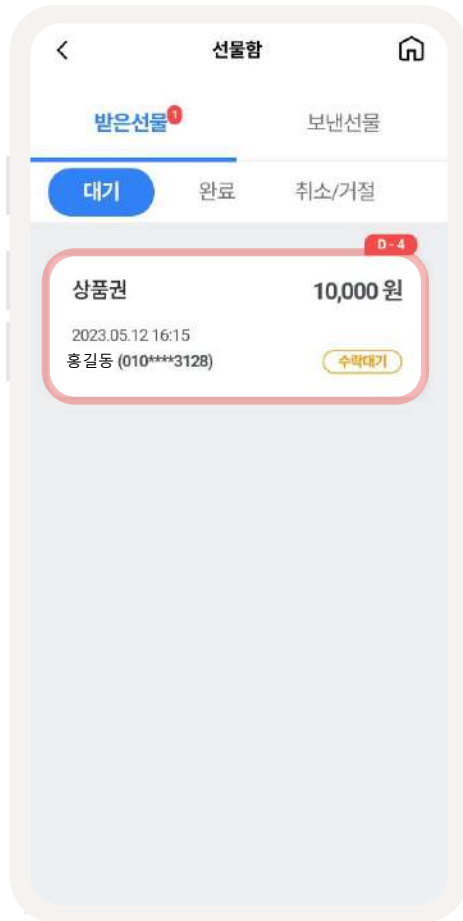 선물함
받은선물 1 보낸선물
대기 완료 취소/거절
D-4
상품권 10,000 원
2023.05.12 16:15
홍길동 (010****3128) 수락대기